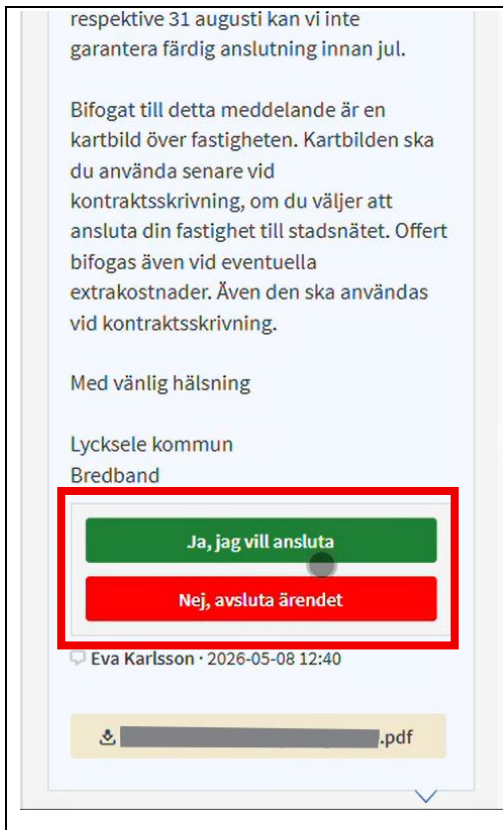 respektive 31 augusti kan vi inte
garantera färdig anslutning innan jul.
Bifogat till detta meddelande är en
kartbild över fastigheten. Kartbilden ska
du använda senare vid
kontraktsskrivning, om du väljer att
ansluta din fastighet till stadsnätet. Offert
bifogas även vid eventuella
extrakostnader. Även den ska användas
vid kontraktsskrivning.
Med vänlig hälsning
Lycksele kommun
Bredband
Ja, jag vill ansluta
Nej, avsluta ärendet
Eva Karlsson · 2026-05-08 12:40
.pdf